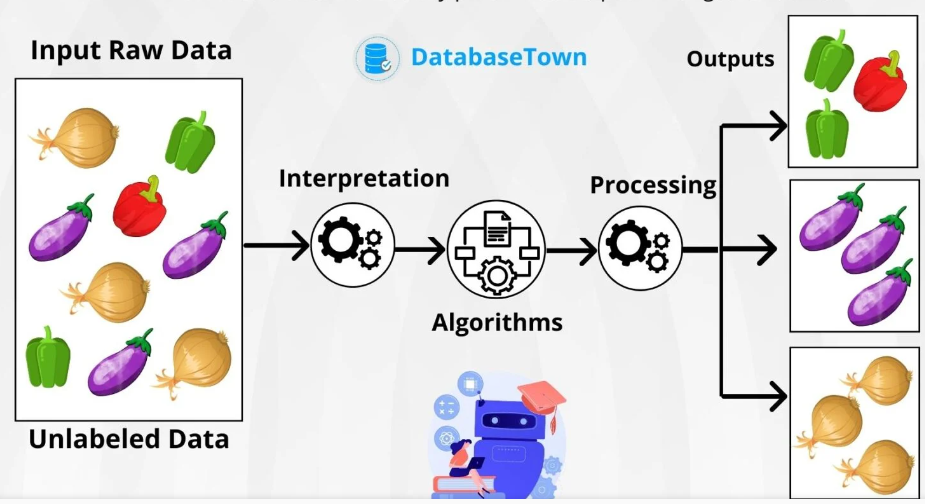 Input Raw Data
DatabaseTown
Outputs
Interpretation
Processing
Algorithms
Unlabeled Data